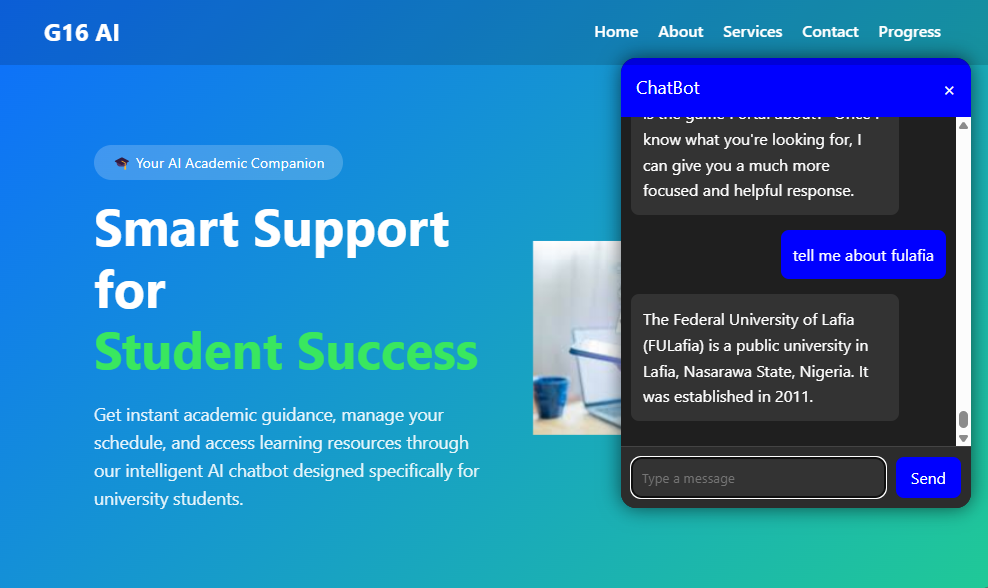 G16 AI
Home About Services Contact Progress
🎓 Your AI Academic Companion
Smart Support
for
Student Success
Get instant academic guidance, manage your
schedule, and access learning resources through
our intelligent AI chatbot designed specifically for
university students.
ChatBot
×
know what you're looking for, I
can give you a much more
focused and helpful response.
tell me about fulafia
The Federal University of Lafia
(FULafia) is a public university in
Lafia, Nasarawa State, Nigeria. It
was established in 2011.
Type a message
Send